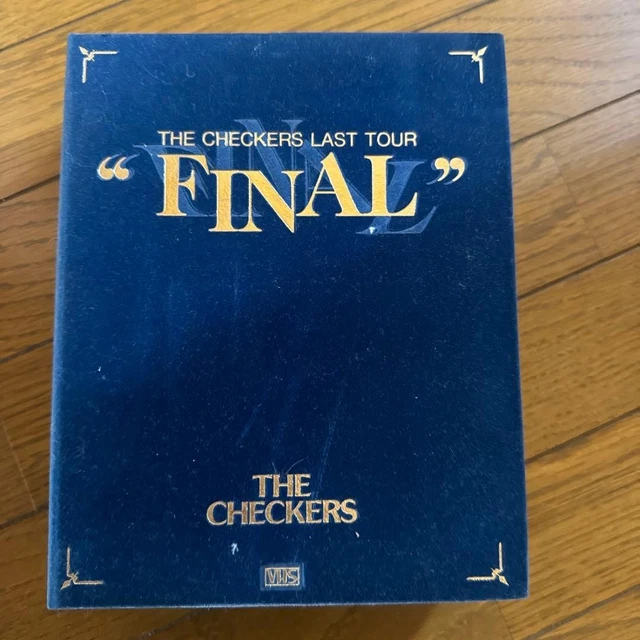 THE CHECKERS LAST TOUR
“FINAL”
THE
CHECKERS
VHS